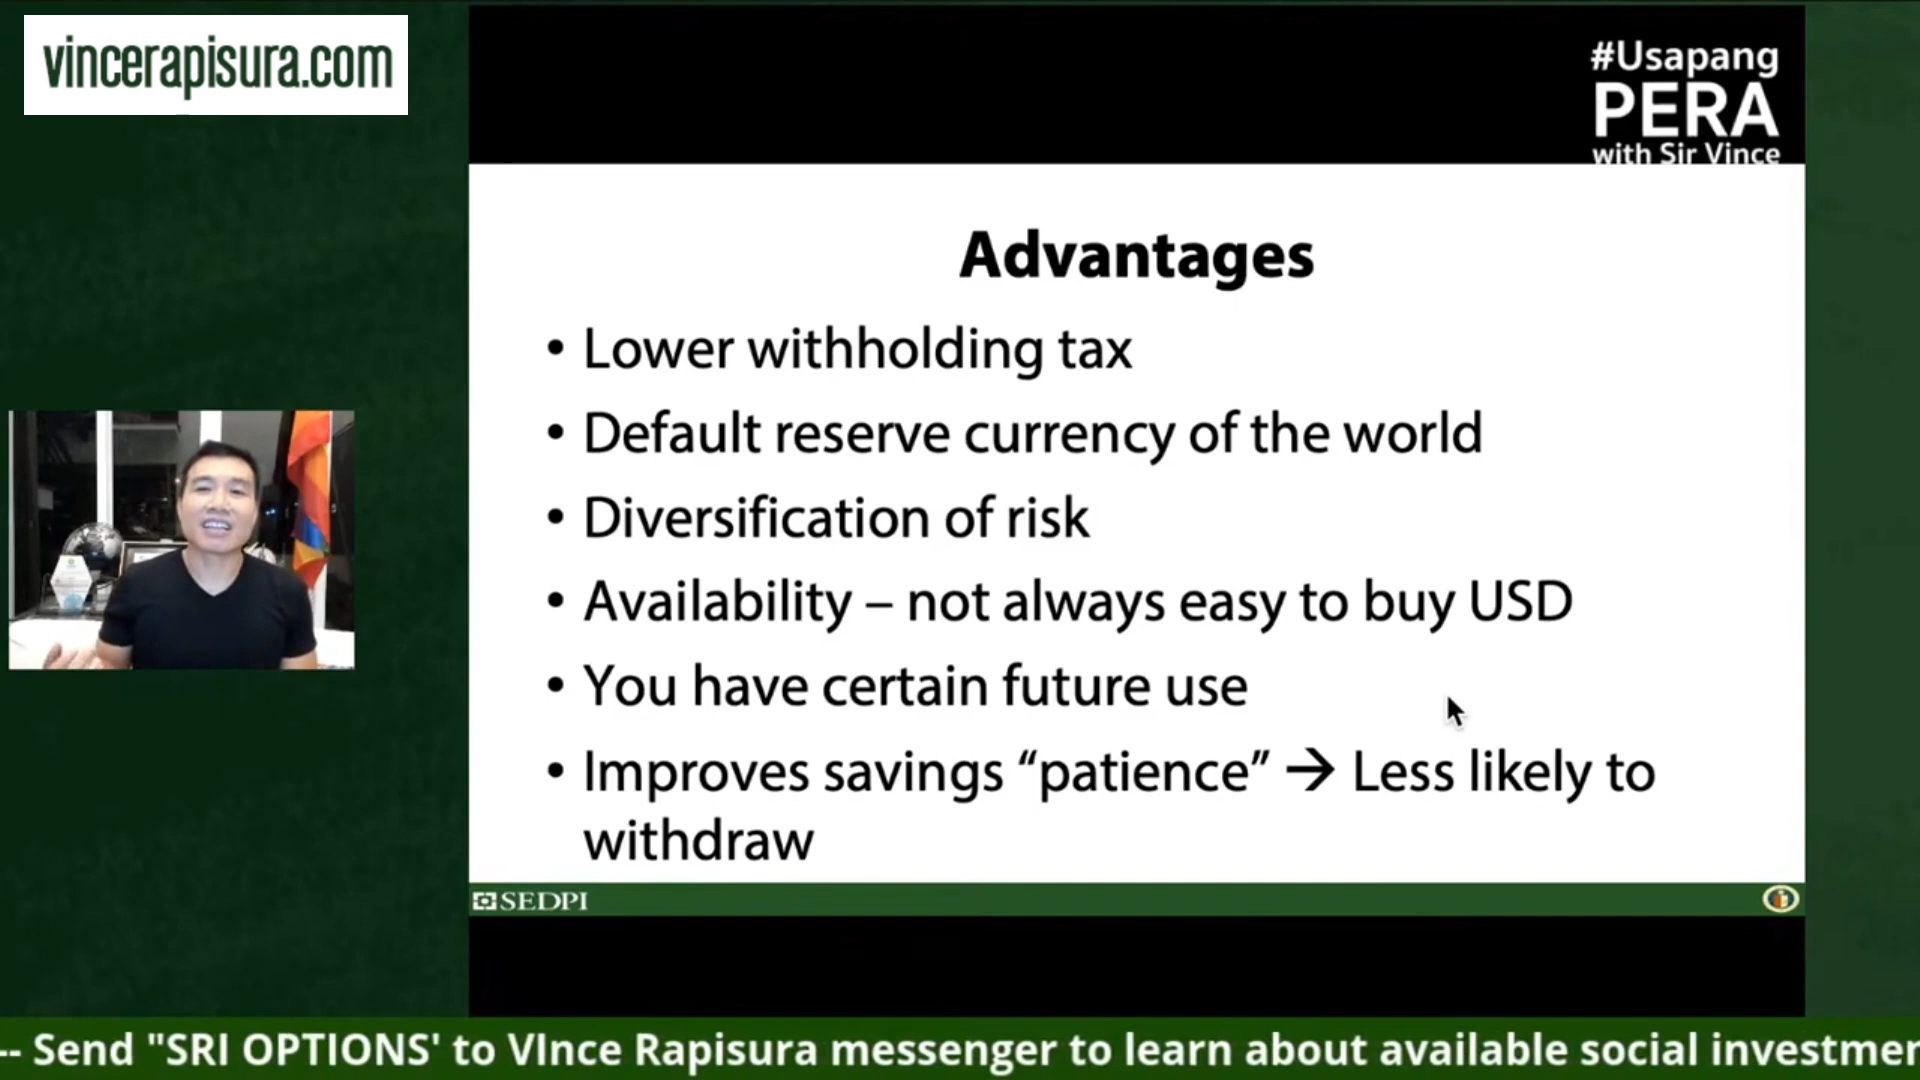 vincerapisura.com
#Usapang
PERA
with Sir Vince
Advantages
• Lower withholding tax
• Default reserve currency of the world
• Diversification of risk
• Availability – not always easy to buy USD
• You have certain future use
• Improves savings “patience” → Less likely to
withdraw
SEDPI
-- Send "SRI OPTIONS' to VInce Rapisura messenger to learn about available social investmen